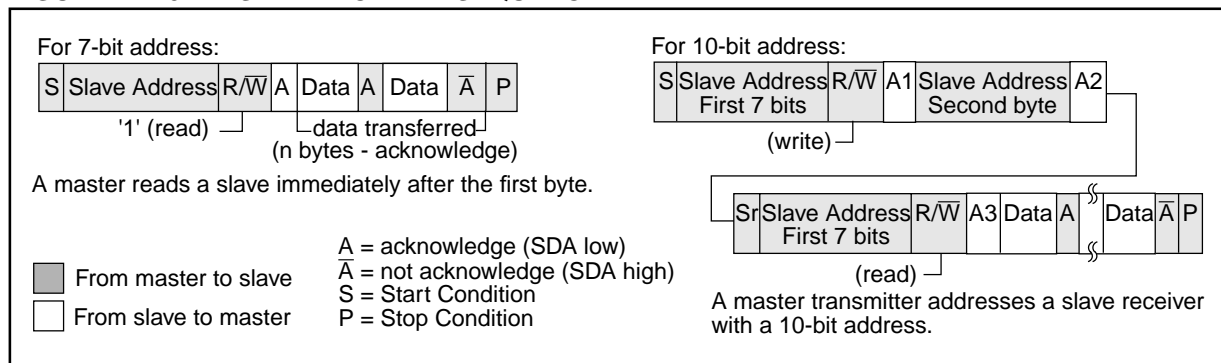 For 7-bit address:
S Slave Address R/W̅ A Data A Data A̅ P
'1' (read) data transferred
(n bytes - acknowledge)
A master reads a slave immediately after the first byte.
From master to slave
From slave to master
A = acknowledge (SDA low)
A̅ = not acknowledge (SDA high)
S = Start Condition
P = Stop Condition
For 10-bit address:
S Slave Address First 7 bits R/W̅ A1 Slave Address Second byte A2
(write)
Sr Slave Address First 7 bits R/W̅ A3 Data A Data A̅ P
(read)
A master transmitter addresses a slave receiver
with a 10-bit address.